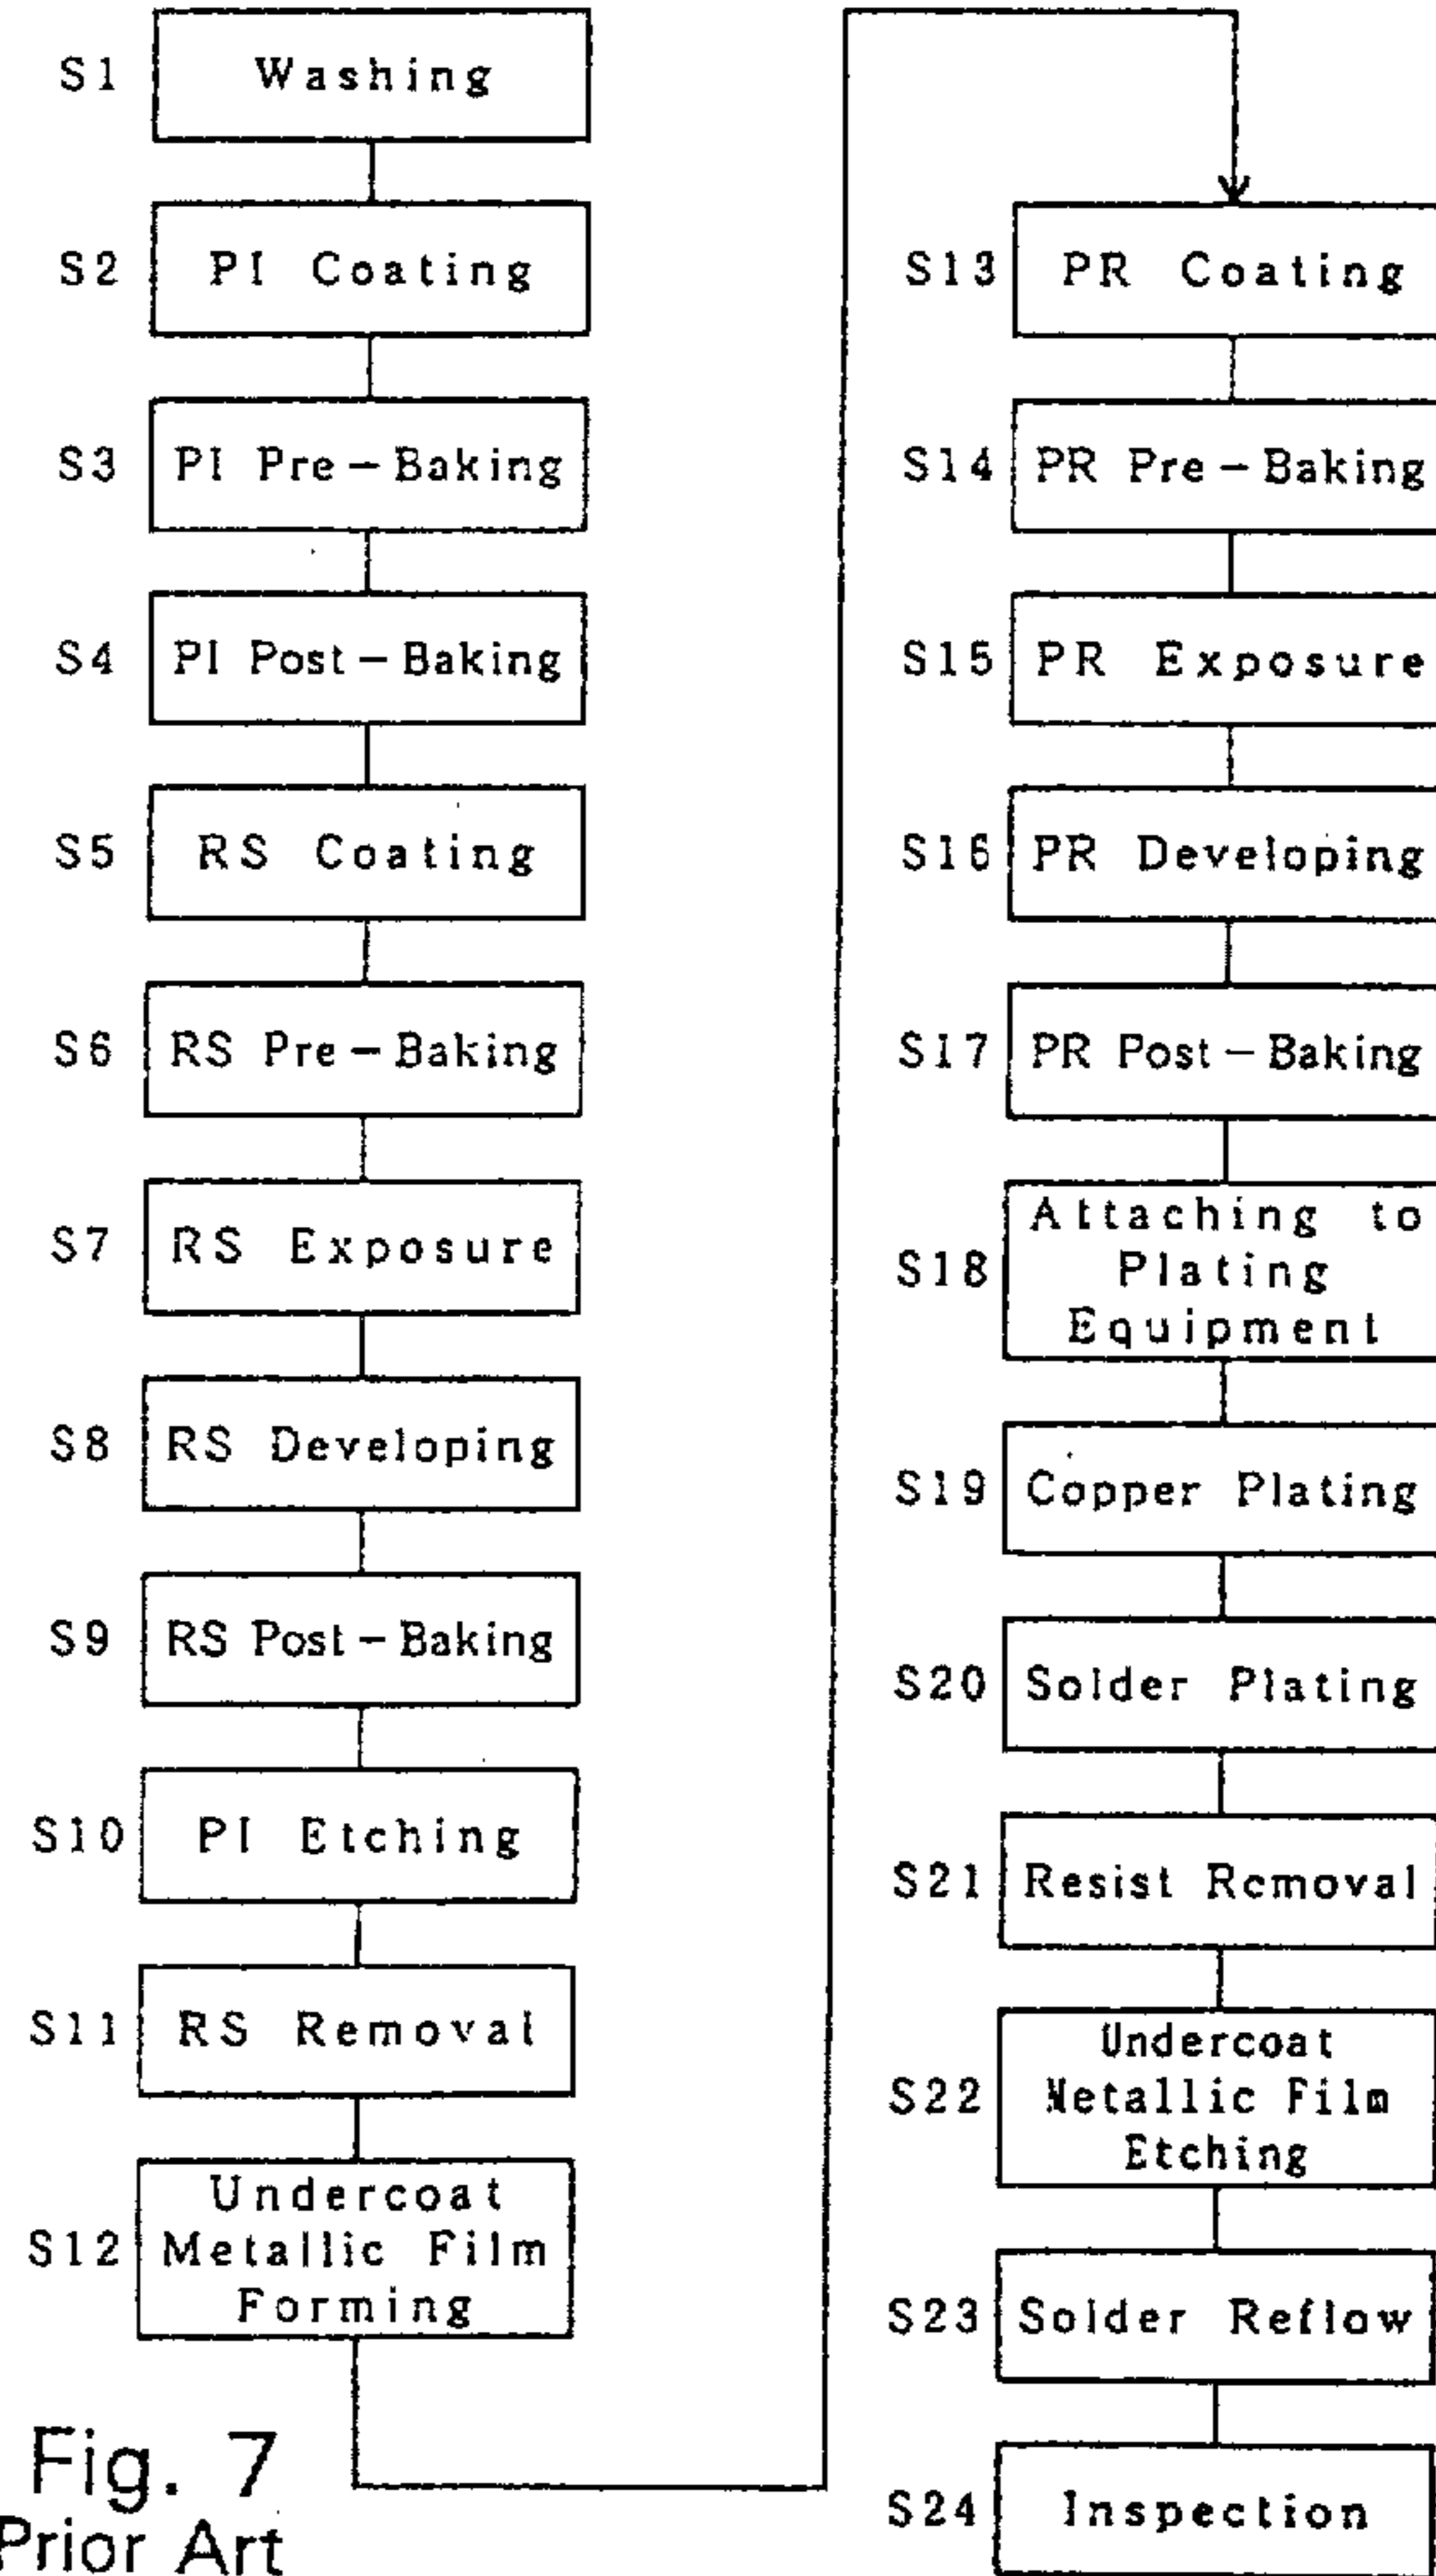 S1 Washing
S2 PI Coating
S3 PI Pre-Baking
S4 PI Post-Baking
S5 RS Coating
S6 RS Pre-Baking
S7 RS Exposure
S8 RS Developing
S9 RS Post-Baking
S10 PI Etching
S11 RS Removal
S12
Undercoat
Metallic Film
Forming
S13 PR Coating
S14 PR Pre-Baking
S15 PR Exposure
S16 PR Developing
S17 PR Post-Baking
S18
Attaching to
Plating
Equipment
S19 Copper Plating
S20 Solder Plating
S21 Resist Removal
S22
Undercoat
Metallic Film
Etching
S23 Solder Reflow
S24 Inspection
Fig. 7
Prior Art